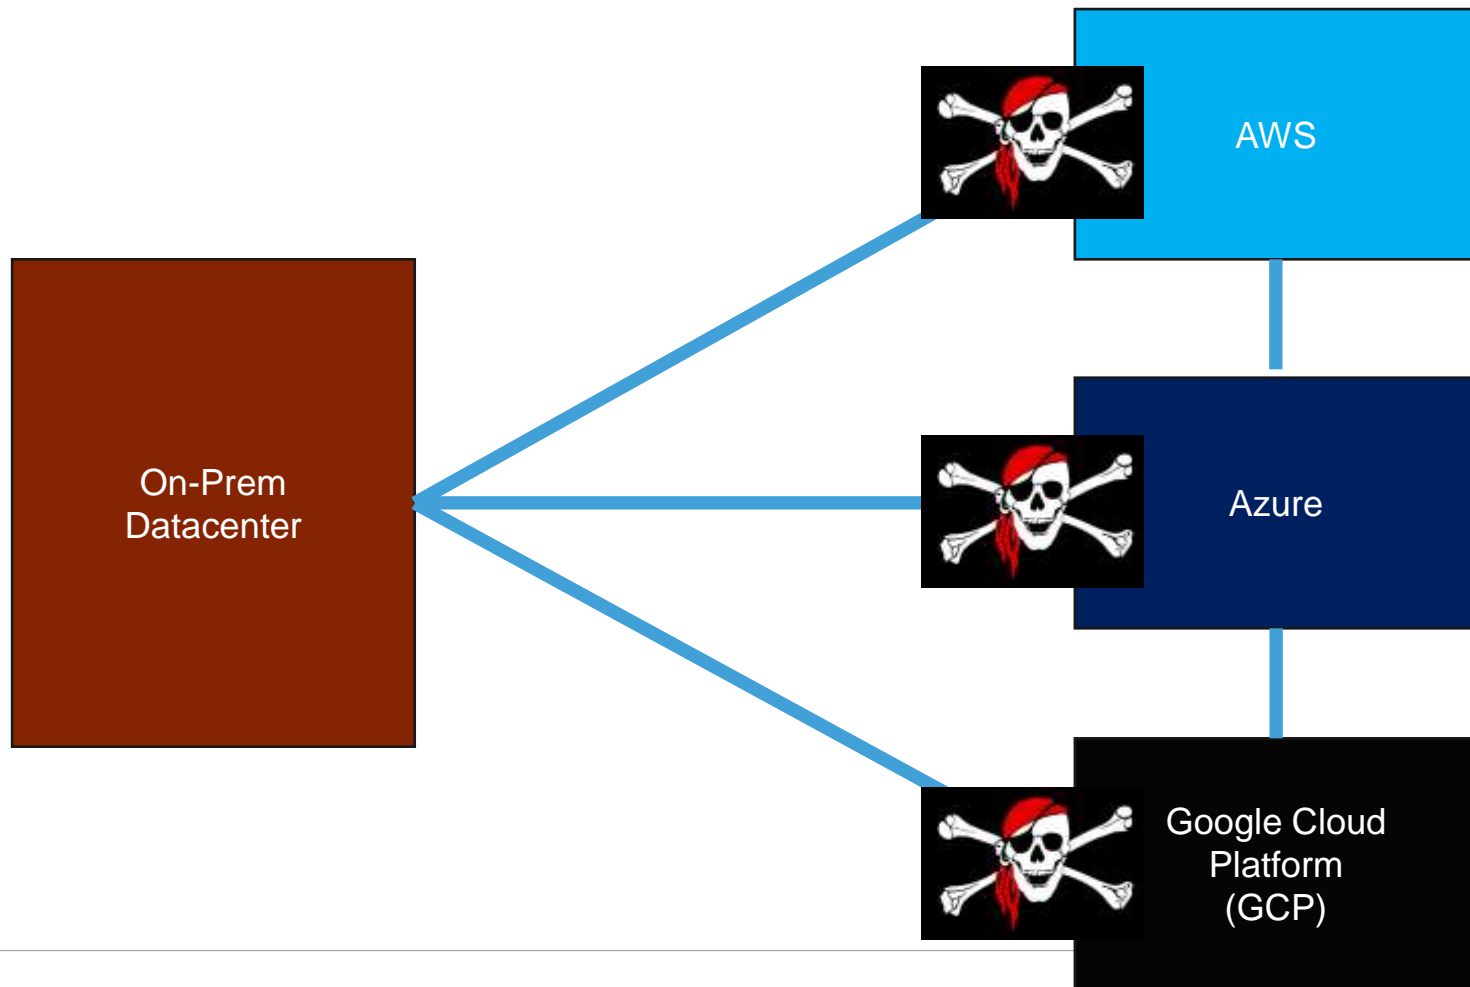 AWS
On-Prem
Datacenter
Azure
Google Cloud
Platform
(GCP)